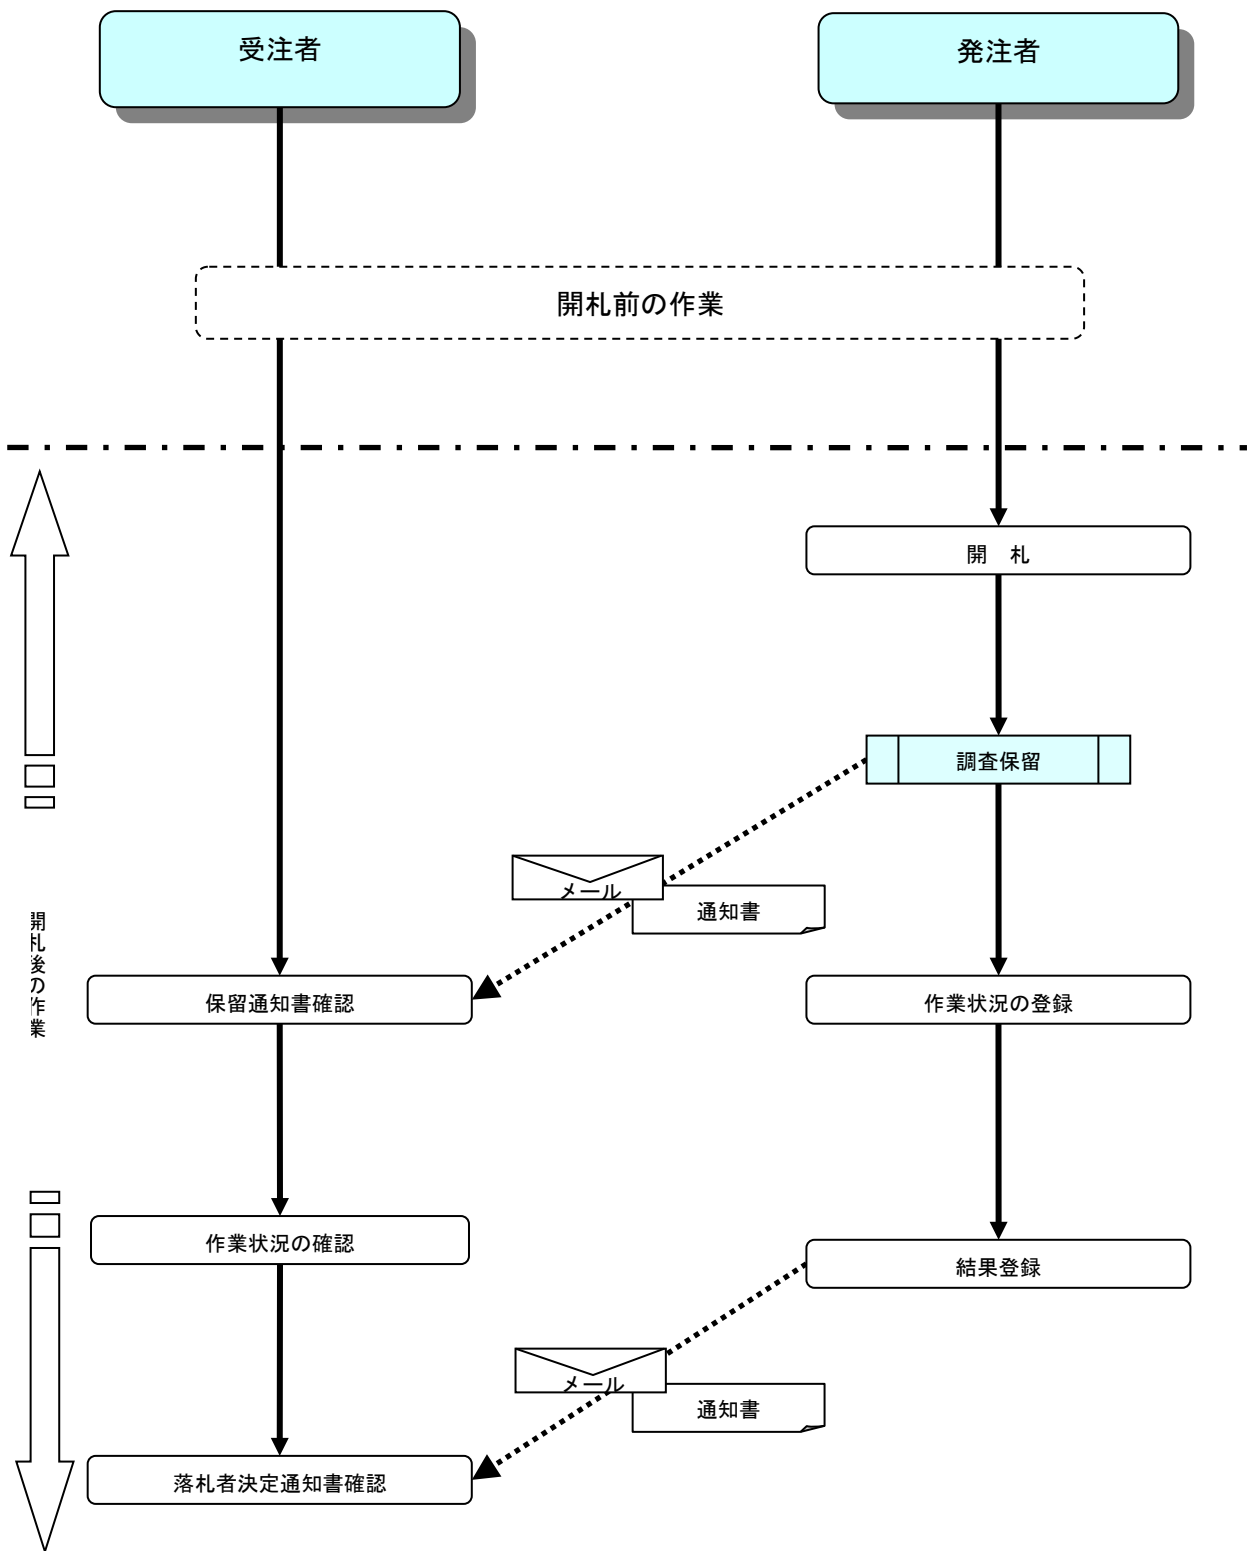 受注者
発注者
開札前の作業
開　札
調査保留
メール
通知書
開札後の作業
保留通知書確認
作業状況の登録
作業状況の確認
結果登録
メール
通知書
落札者決定通知書確認